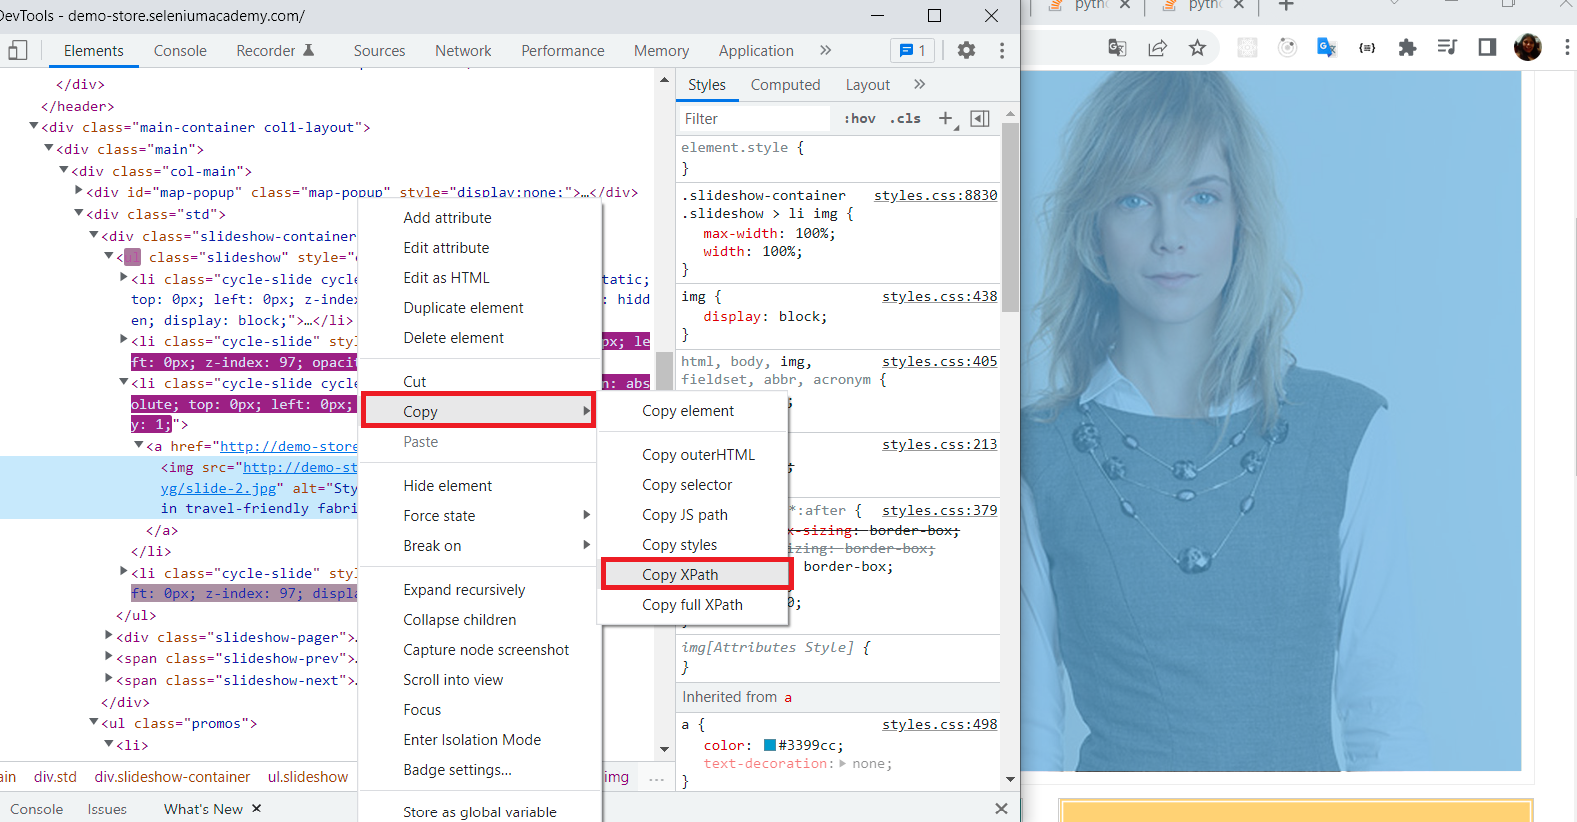 DevTools - demo-store.seleniumacademy.com/
Elements Console Recorder Sources Network Performance Memory Application » 1
</div>
</header>
<div class="main-container col1-layout">
<div class="main">
<div class="col-main">
<div id="map-popup" class="map-popup" style="display:none;">…</div>
<div class="std">
<div class="slideshow-container
<ul class="slideshow" style="
<li class="cycle-slide cycle
tatic;
top: 0px; left: 0px; z-index
: hidd
en; display: block;">…</li>
<li class="cycle-slide" styl
px; le
ft: 0px; z-index: 97; opacit
<li class="cycle-slide cycle
n: abs
olute; top: 0px; left: 0px;
y: 1;">
<a href="http://demo-store
<img src="http://demo-st
yg/slide-2.jpg" alt="Sty
in travel-friendly fabri
</a>
</li>
<li class="cycle-slide" styl
ft: 0px; z-index: 97; displa
</ul>
<div class="slideshow-pager">…
<span class="slideshow-prev">…
<span class="slideshow-next">…
</div>
<ul class="promos">
<li>
ain div.std div.slideshow-container ul.slideshow img ...
Console Issues What's New
Add attribute
Edit attribute
Edit as HTML
Duplicate element
Delete element
Cut
Copy
Paste
Hide element
Force state
Break on
Expand recursively
Collapse children
Capture node screenshot
Scroll into view
Focus
Enter Isolation Mode
Badge settings...
Store as global variable
Copy element
Copy outerHTML
Copy selector
Copy JS path
Copy styles
Copy XPath
Copy full XPath
Styles Computed Layout »
Filter :hov .cls +
element.style {
}
.slideshow-container styles.css:8830
.slideshow > li img {
max-width: 100%;
width: 100%;
}
img { styles.css:438
display: block;
}
html, body, img, styles.css:405
fieldset, abbr, acronym {
;
styles.css:213
;
*:after { styles.css:379
x-sizing: border-box;
izing: border-box;
border-box;
0;
}
img[Attributes Style] {
}
Inherited from a
a { styles.css:498
color: #3399cc;
text-decoration: none;
}
pytho
pytho